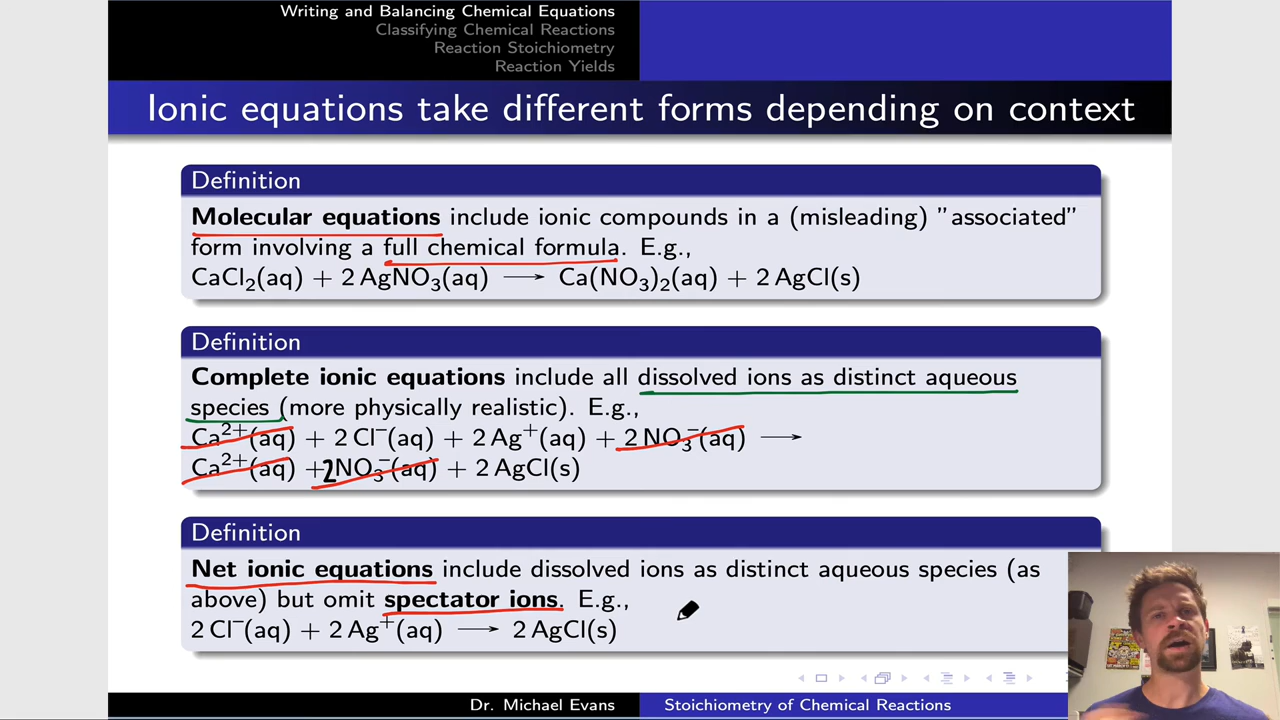 Writing and Balancing Chemical Equations
Classifying Chemical Reactions
Reaction Stoichiometry
Reaction Yields
Ionic equations take different forms depending on context
Definition
Molecular equations include ionic compounds in a (misleading) ”associated”
form involving a full chemical formula. E.g.,
CaCl₂(aq) + 2 AgNO₃(aq) ⟶ Ca(NO₃)₂(aq) + 2 AgCl(s)
Definition
Complete ionic equations include all dissolved ions as distinct aqueous
species (more physically realistic). E.g.,
Ca²⁺(aq) + 2 Cl⁻(aq) + 2 Ag⁺(aq) + 2 NO₃⁻(aq) ⟶
Ca²⁺(aq) + 2NO₃⁻(aq) + 2 AgCl(s)
Definition
Net ionic equations include dissolved ions as distinct aqueous species (as
above) but omit spectator ions. E.g.,
2 Cl⁻(aq) + 2 Ag⁺(aq) ⟶ 2 AgCl(s)
Dr. Michael Evans
Stoichiometry of Chemical Reactions